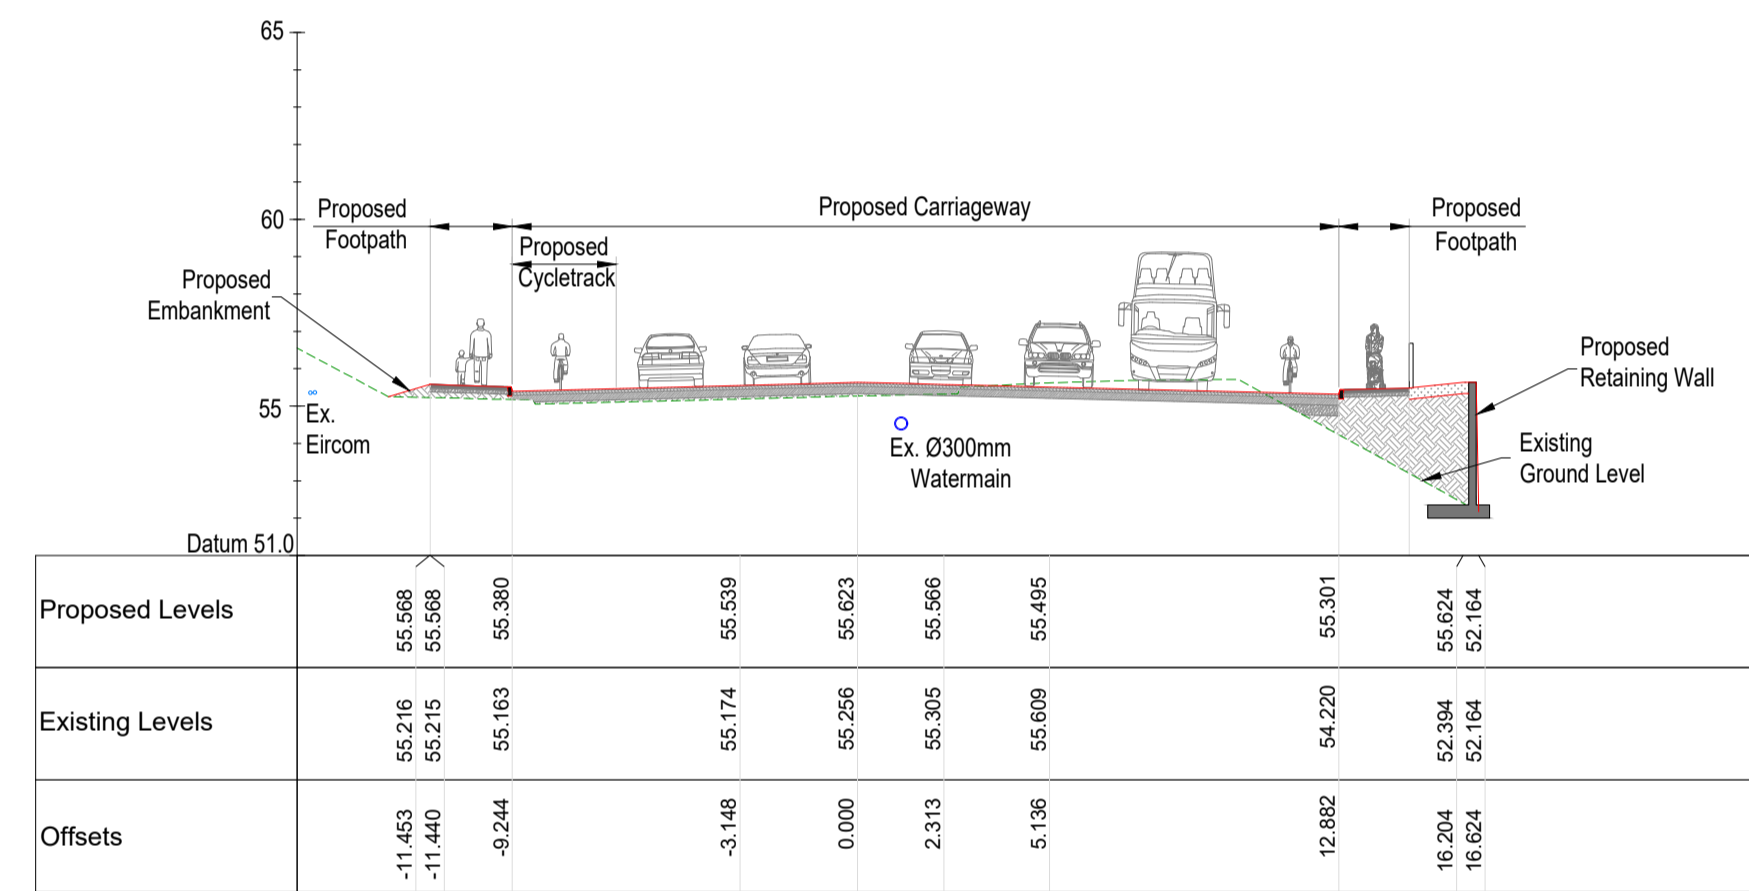 65
60
55
Proposed
Footpath
Proposed Carriageway
Proposed
Footpath
Proposed
Cycletrack
Proposed
Embankment
Proposed
Retaining Wall
Ex.
Eircom
Ex. Ø300mm
Watermain
Existing
Ground Level
Datum 51.0
Proposed Levels
55.568
55.568
55.380
55.539
55.623
55.566
55.495
55.301
55.624
52.164
Existing Levels
55.216
55.215
55.163
55.174
55.256
55.305
55.609
54.220
52.394
52.164
Offsets
-11.453
-11.440
-9.244
-3.148
0.000
2.313
5.136
12.882
16.204
16.624